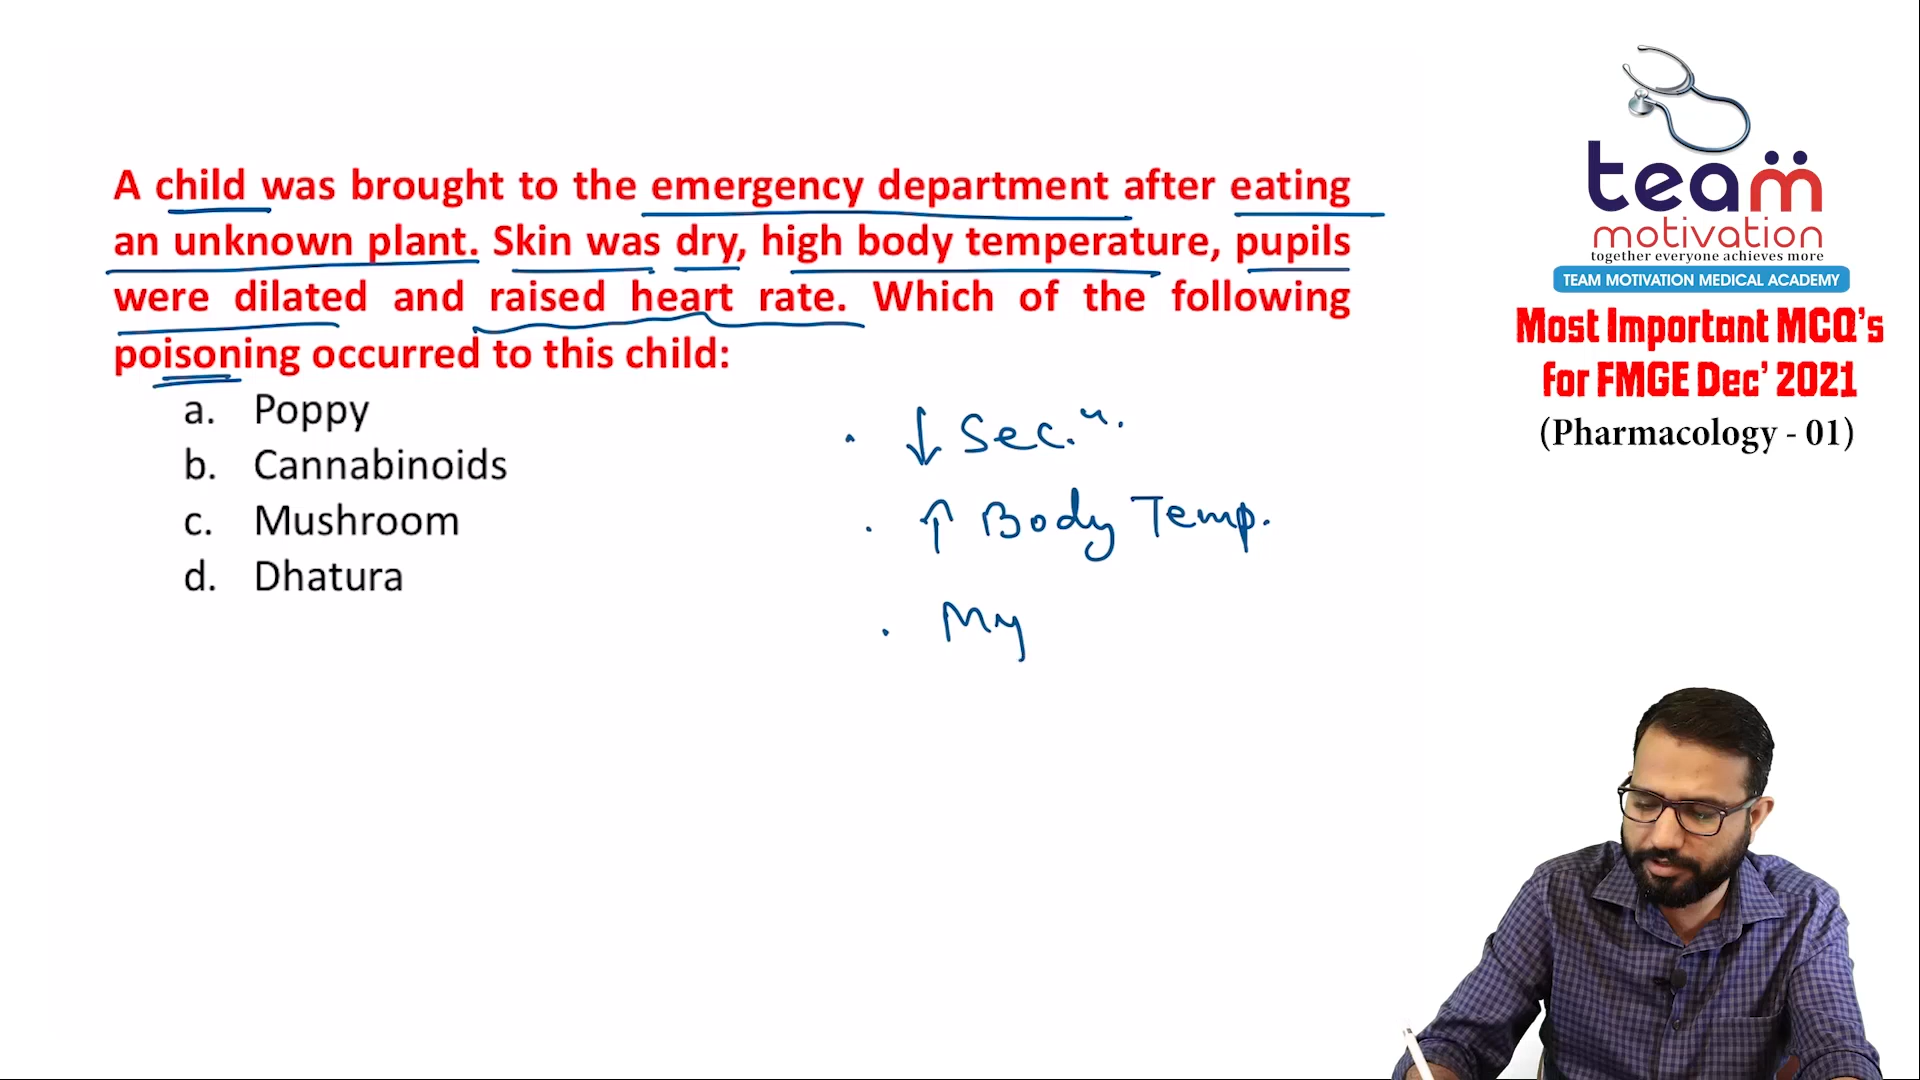 A child was brought to the emergency department after eating
an unknown plant. Skin was dry, high body temperature, pupils
were dilated and raised heart rate. Which of the following
poisoning occurred to this child:
a. Poppy
b. Cannabinoids
c. Mushroom
d. Dhatura
· ↓ Sec.ⁿ.
· ↑ Body Temp.
· My
team
motivation
together everyone achieves more
TEAM MOTIVATION MEDICAL ACADEMY
Most Important MCQ's
for FMGE Dec' 2021
(Pharmacology - 01)